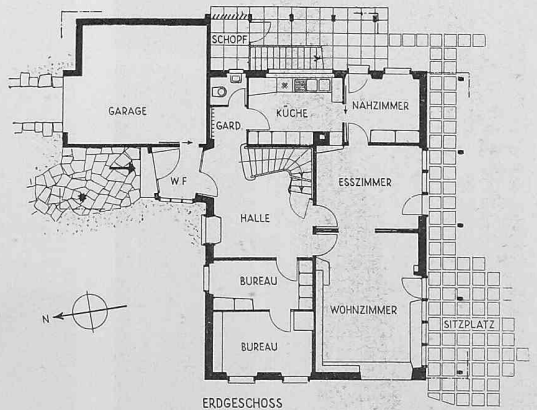 SCHOPF
GARAGE
GARD.
KÜCHE
NÄHZIMMER
W.F
ESSZIMMER
HALLE
BUREAU
N
WOHNZIMMER
SITZPLATZ
BUREAU
ERDGESCHOSS